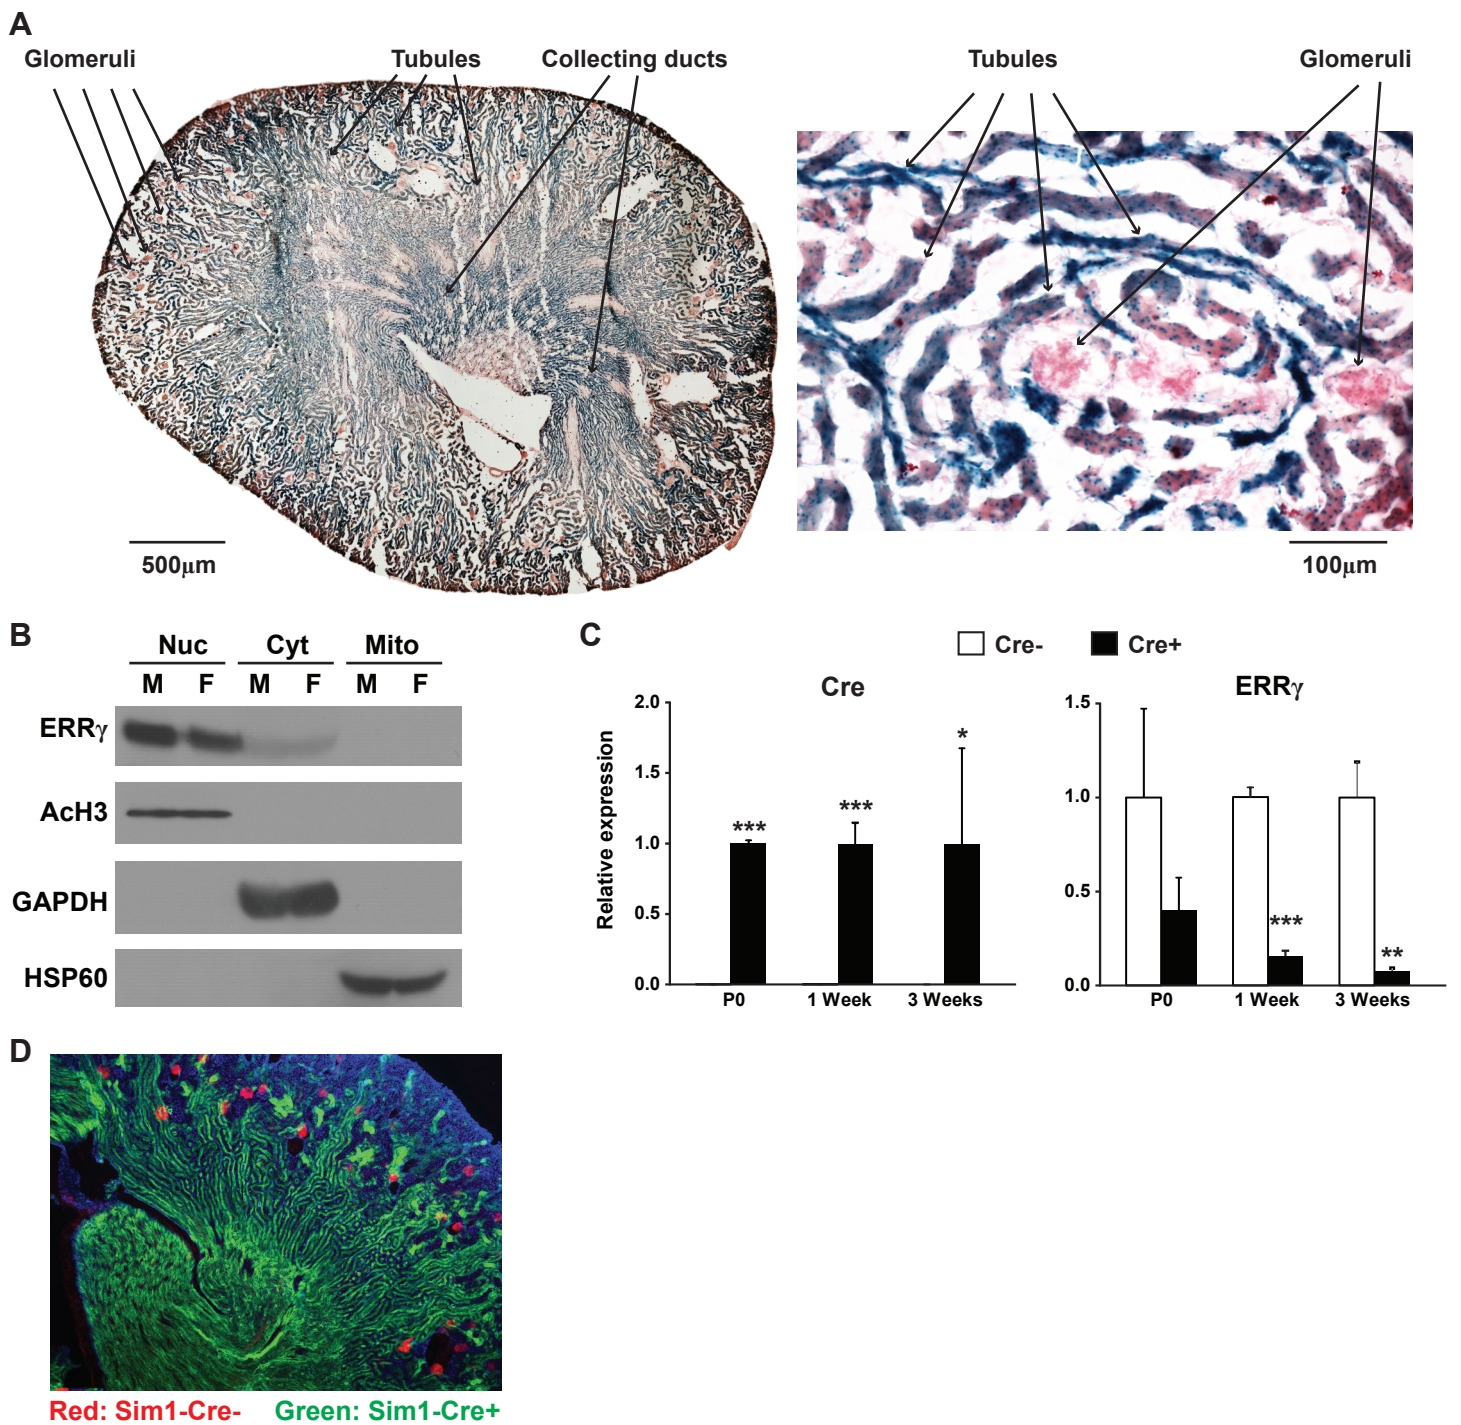 A
Glomeruli Tubules Collecting ducts Tubules Glomeruli
500μm
100μm
B
Nuc Cyt Mito
M F M F M F
ERRγ
AcH3
GAPDH
HSP60
C
Cre- Cre+
Cre
Relative expression
2.0
1.5
1.0
0.5
0.0
*** *** *
P0 1 Week 3 Weeks
ERRγ
1.5
1.0
0.5
0.0
*** **
P0 1 Week 3 Weeks
D
Red: Sim1-Cre- Green: Sim1-Cre+